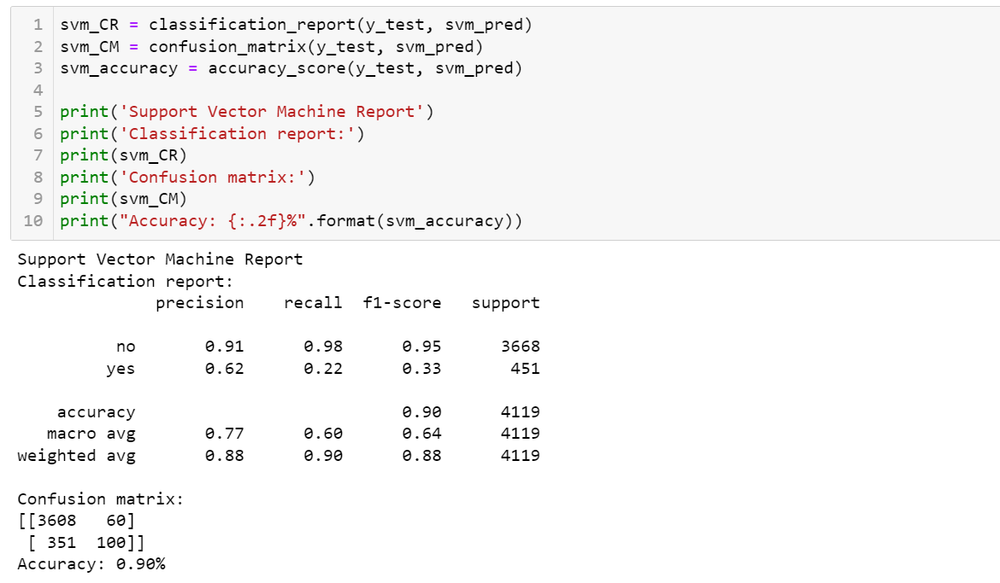 1 svm_CR = classification_report(y_test, svm_pred)
2 svm_CM = confusion_matrix(y_test, svm_pred)
3 svm_accuracy = accuracy_score(y_test, svm_pred)
4
5 print('Support Vector Machine Report')
6 print('Classification report:')
7 print(svm_CR)
8 print('Confusion matrix:')
9 print(svm_CM)
10 print("Accuracy: {:.2f}%".format(svm_accuracy))
Support Vector Machine Report
Classification report:
              precision    recall  f1-score   support

          no       0.91      0.98      0.95      3668
         yes       0.62      0.22      0.33       451

    accuracy                           0.90      4119
   macro avg       0.77      0.60      0.64      4119
weighted avg       0.88      0.90      0.88      4119

Confusion matrix:
[[3608   60]
 [ 351  100]]
Accuracy: 0.90%